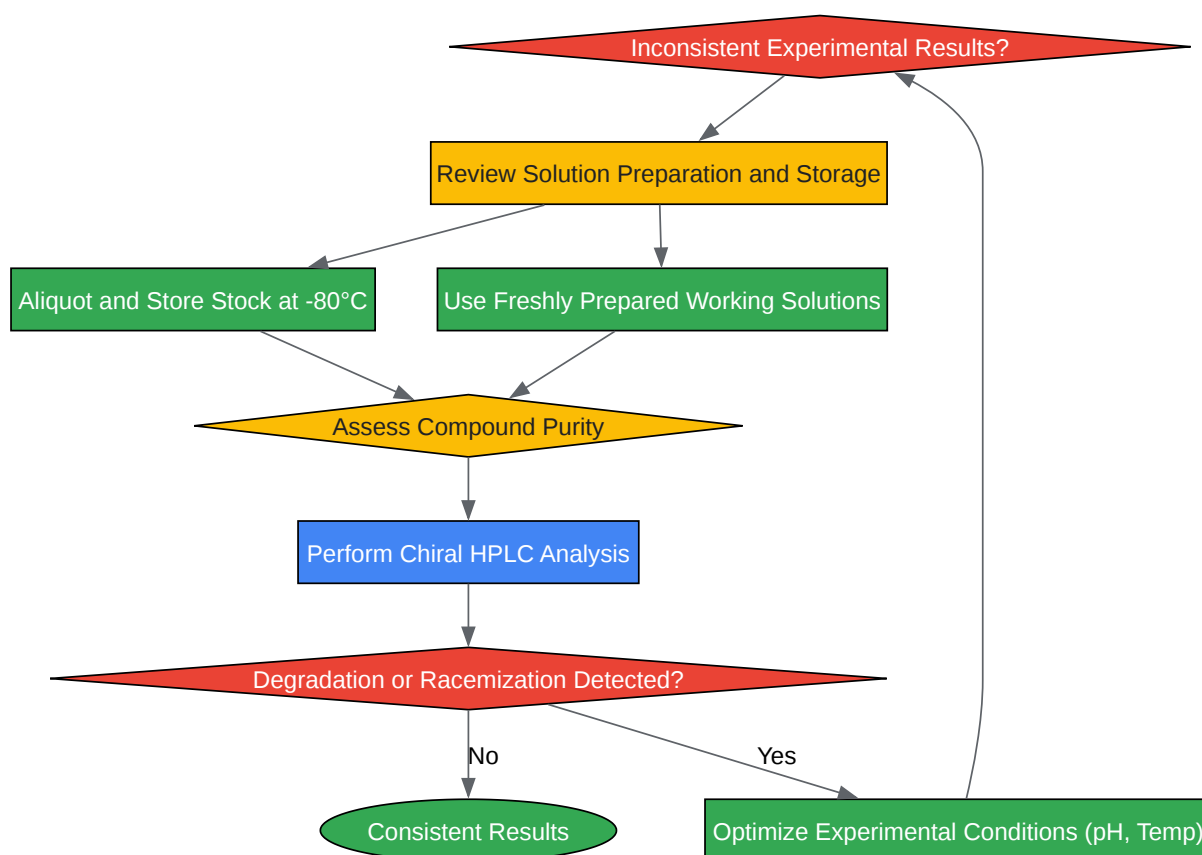 Inconsistent Experimental Results?
Review Solution Preparation and Storage
Aliquot and Store Stock at -80°C
Use Freshly Prepared Working Solutions
Assess Compound Purity
Perform Chiral HPLC Analysis
Degradation or Racemization Detected?
No
Yes
Consistent Results
Optimize Experimental Conditions (pH, Temp)